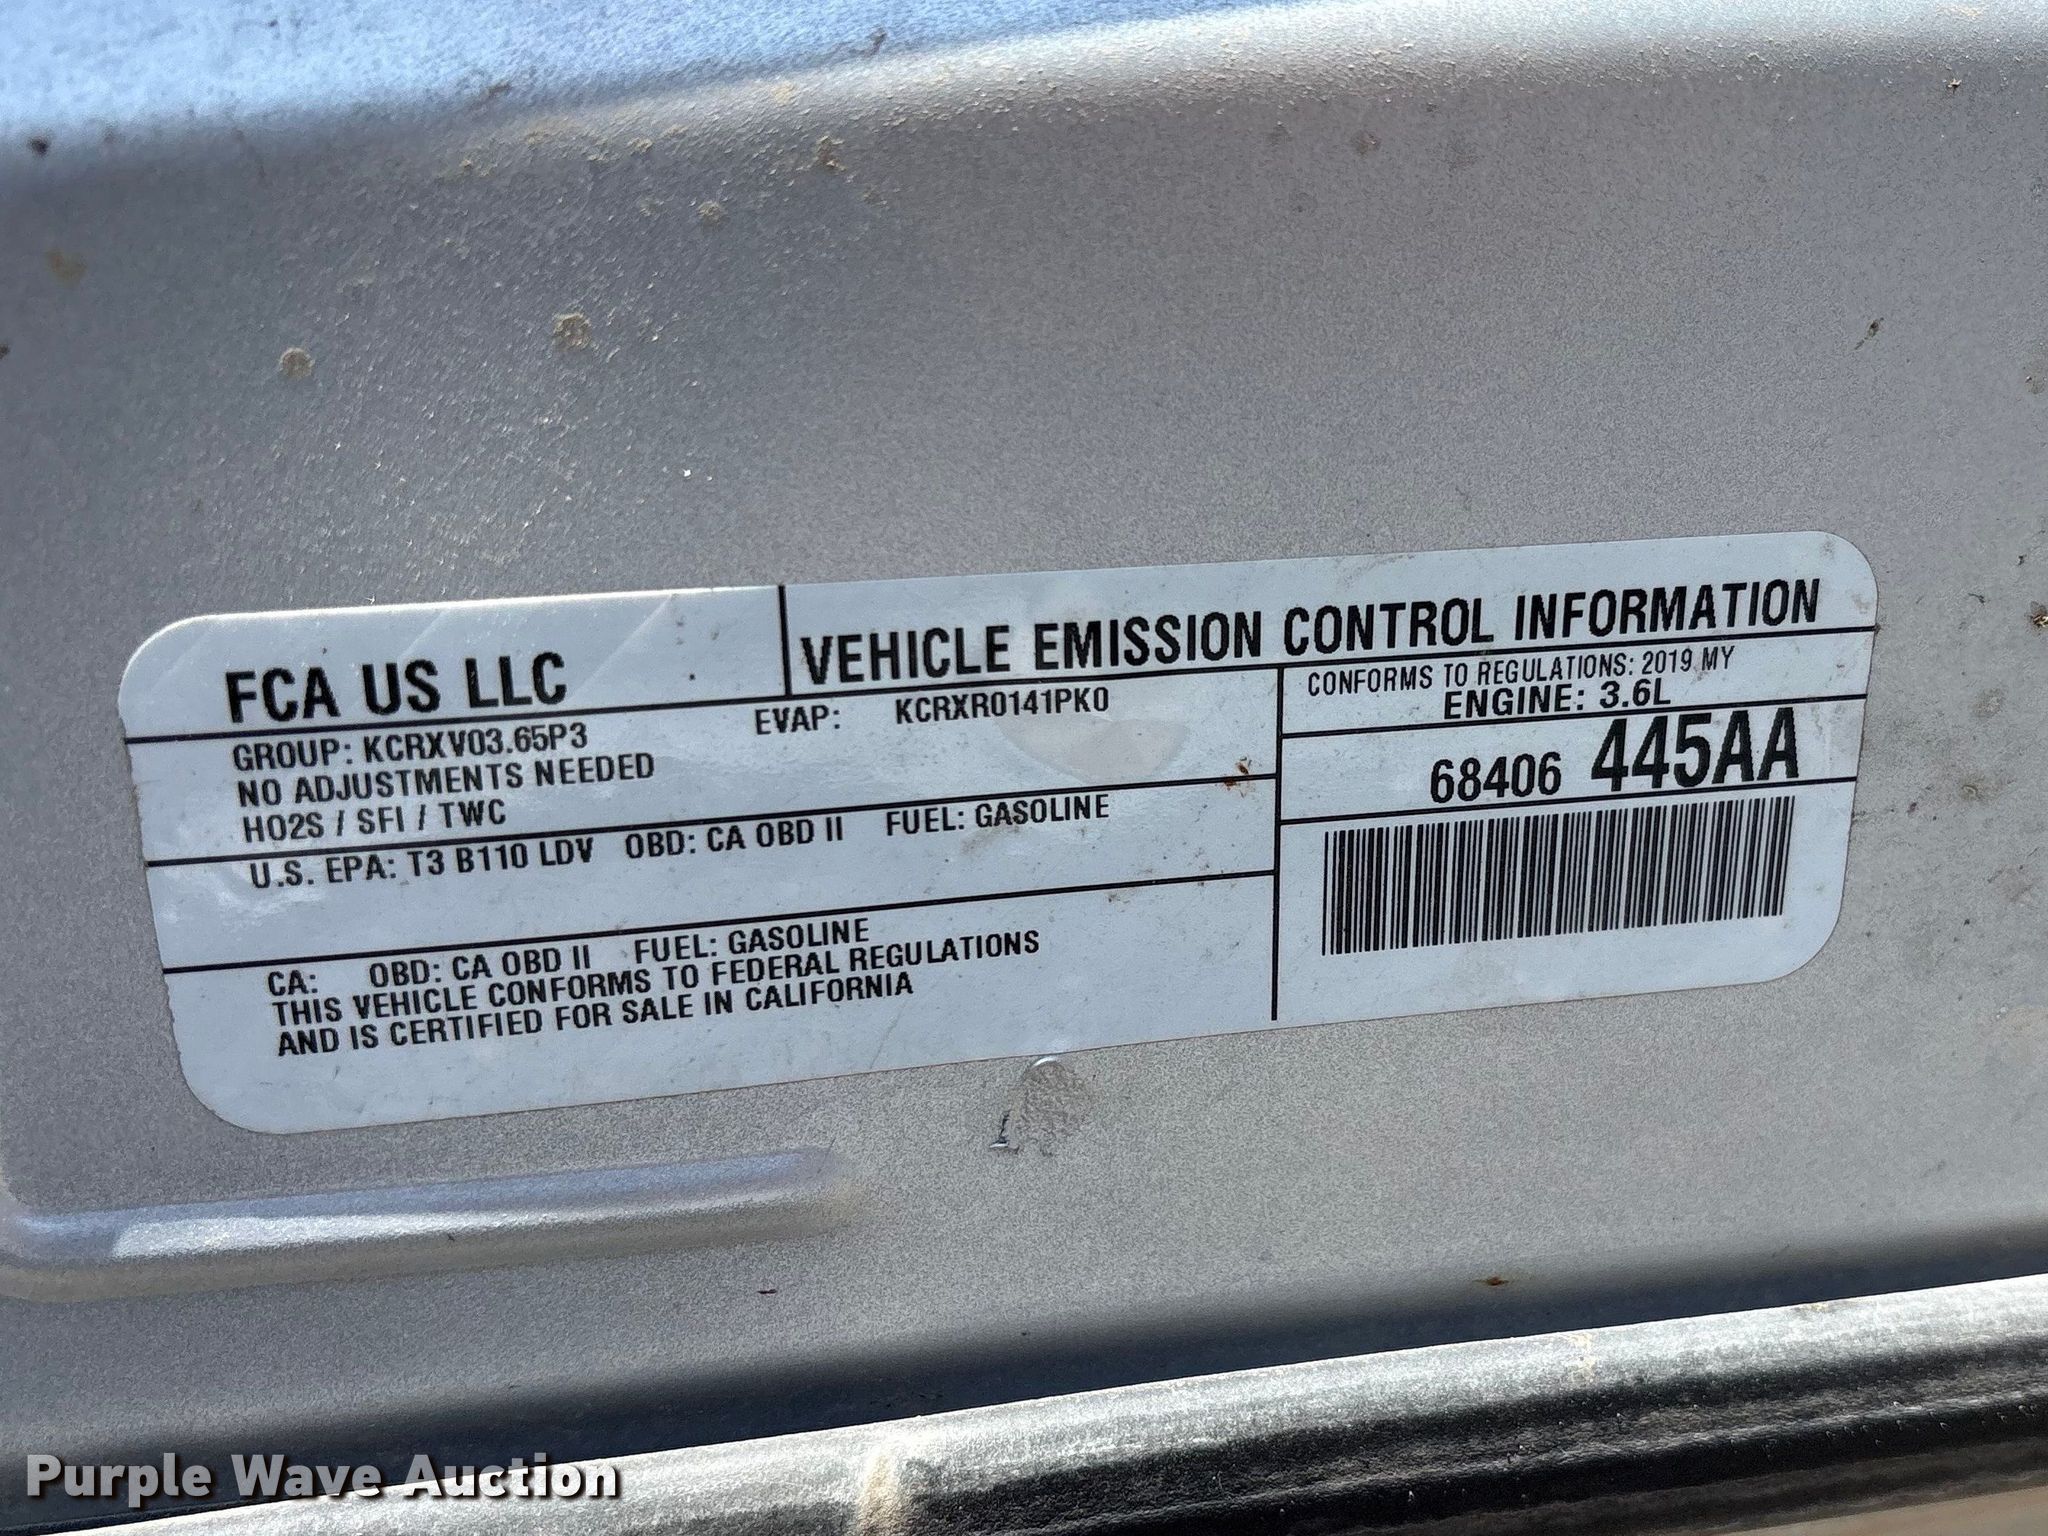 FCA US LLC
VEHICLE EMISSION CONTROL INFORMATION
GROUP: KCRXV03.65P3
EVAP: KCRXR0141PK0
NO ADJUSTMENTS NEEDED
HO2S / SFI / TWC
CONFORMS TO REGULATIONS: 2019 MY
ENGINE: 3.6L
68406 445AA
U.S. EPA: T3 B110 LDV OBD: CA OBD II FUEL: GASOLINE
CA: OBD: CA OBD II FUEL: GASOLINE
THIS VEHICLE CONFORMS TO FEDERAL REGULATIONS
AND IS CERTIFIED FOR SALE IN CALIFORNIA
Purple Wave Auction